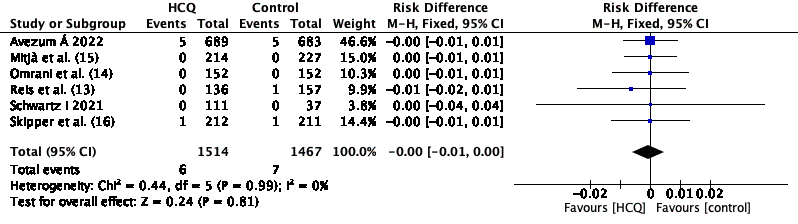 HCQ Control Risk Difference Risk Difference
Study or Subgroup Events Total Events Total Weight M-H, Fixed, 95% CI M-H, Fixed, 95% CI
Avezum Á 2022 5 689 5 683 46.6% -0.00 [-0.01, 0.01]
Mitjà et al. (15) 0 214 0 227 15.0% 0.00 [-0.01, 0.01]
Omrani et al. (14) 0 152 0 152 10.3% 0.00 [-0.01, 0.01]
Reis et al. (13) 0 136 1 157 9.9% -0.01 [-0.02, 0.01]
Schwartz I 2021 0 111 0 37 3.8% 0.00 [-0.04, 0.04]
Skipper et al. (16) 1 212 1 211 14.4% -0.00 [-0.01, 0.01]
Total (95% CI) 1514 1467 100.0% -0.00 [-0.01, 0.00]
Total events 6 7
Heterogeneity: Chi² = 0.44, df = 5 (P = 0.99); I² = 0%
Test for overall effect: Z = 0.24 (P = 0.81)
-0.02 0 0.01 0.02
Favours [HCQ] Favours [control]